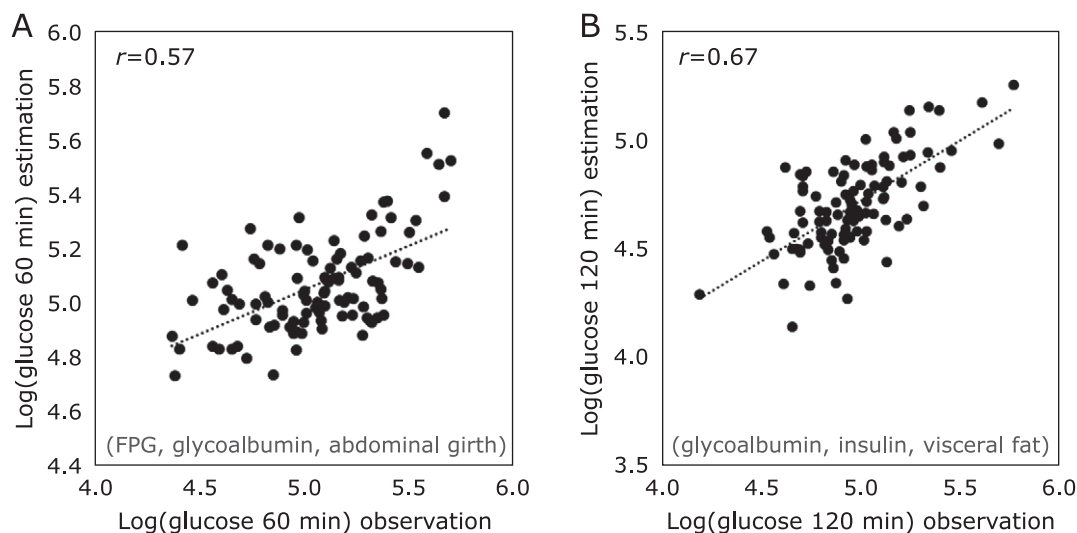 A
r=0.57
Log(glucose 60 min) estimation
6.0
5.8
5.6
5.4
5.2
5.0
4.8
4.6
4.4
(FPG, glycoalbumin, abdominal girth)
4.0 4.5 5.0 5.5 6.0
Log(glucose 60 min) observation
B
r=0.67
Log(glucose 120 min) estimation
5.5
5.0
4.5
4.0
3.5
(glycoalbumin, insulin, visceral fat)
4.0 4.5 5.0 5.5 6.0
Log(glucose 120 min) observation